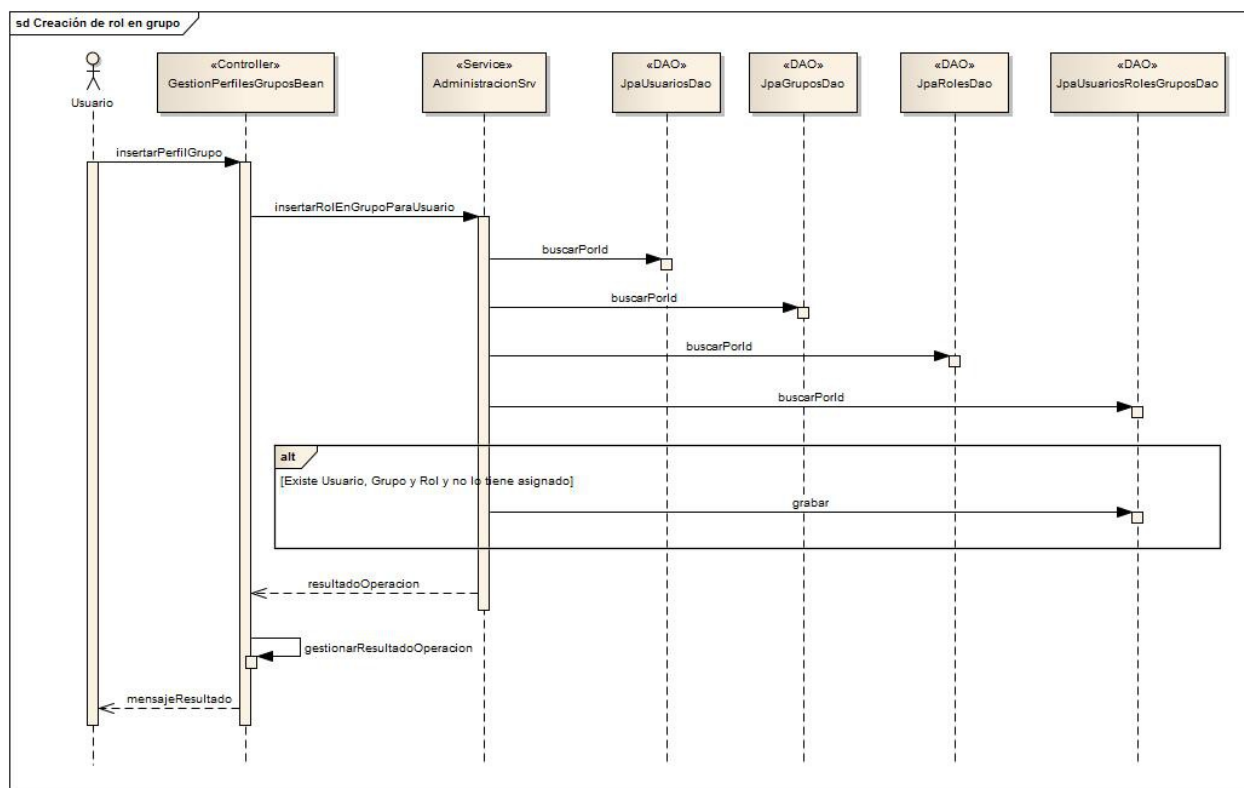 sd Creación de rol en grupo
Usuario
«Controller»
GestionPerfilesGruposBean
«Service»
AdministracionSrv
«DAO»
JpaUsuariosDao
«DAO»
JpaGruposDao
«DAO»
JpaRolesDao
«DAO»
JpaUsuariosRolesGruposDao
insertarPerfilGrupo
insertarRolEnGrupoParaUsuario
buscarPorId
buscarPorId
buscarPorId
buscarPorId
alt
[Existe Usuario, Grupo y Rol y no lo tiene asignado]
grabar
resultadoOperacion
gestionarResultadoOperacion
mensajeResultado